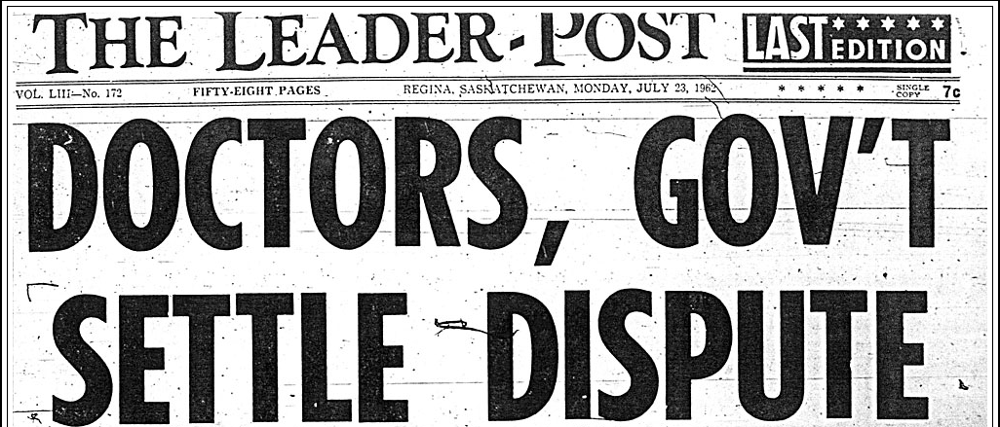 THE LEADER-POST LAST EDITION
VOL. LIII—No. 172 FIFTY-EIGHT PAGES REGINA, SASKATCHEWAN, MONDAY, JULY 23, 1962 * * * * * SINGLE COPY 7c
DOCTORS, GOV'T
SETTLE DISPUTE